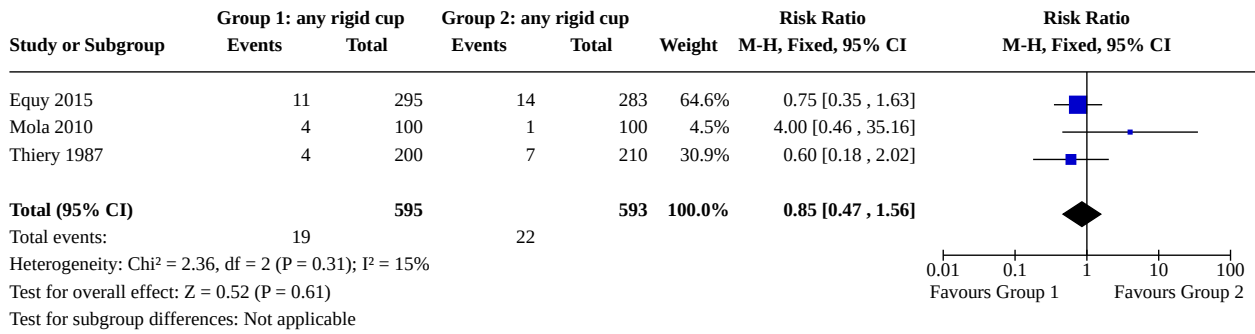 Group 1: any rigid cup Group 2: any rigid cup Risk Ratio Risk Ratio
Study or Subgroup Events Total Events Total Weight M-H, Fixed, 95% CI M-H, Fixed, 95% CI
Equy 2015 11 295 14 283 64.6% 0.75 [0.35 , 1.63]
Mola 2010 4 100 1 100 4.5% 4.00 [0.46 , 35.16]
Thiery 1987 4 200 7 210 30.9% 0.60 [0.18 , 2.02]
Total (95% CI) 595 593 100.0% 0.85 [0.47 , 1.56]
Total events: 19 22
Heterogeneity: Chi² = 2.36, df = 2 (P = 0.31); I² = 15%
0.01 0.1 1 10 100
Test for overall effect: Z = 0.52 (P = 0.61) Favours Group 1 Favours Group 2
Test for subgroup differences: Not applicable